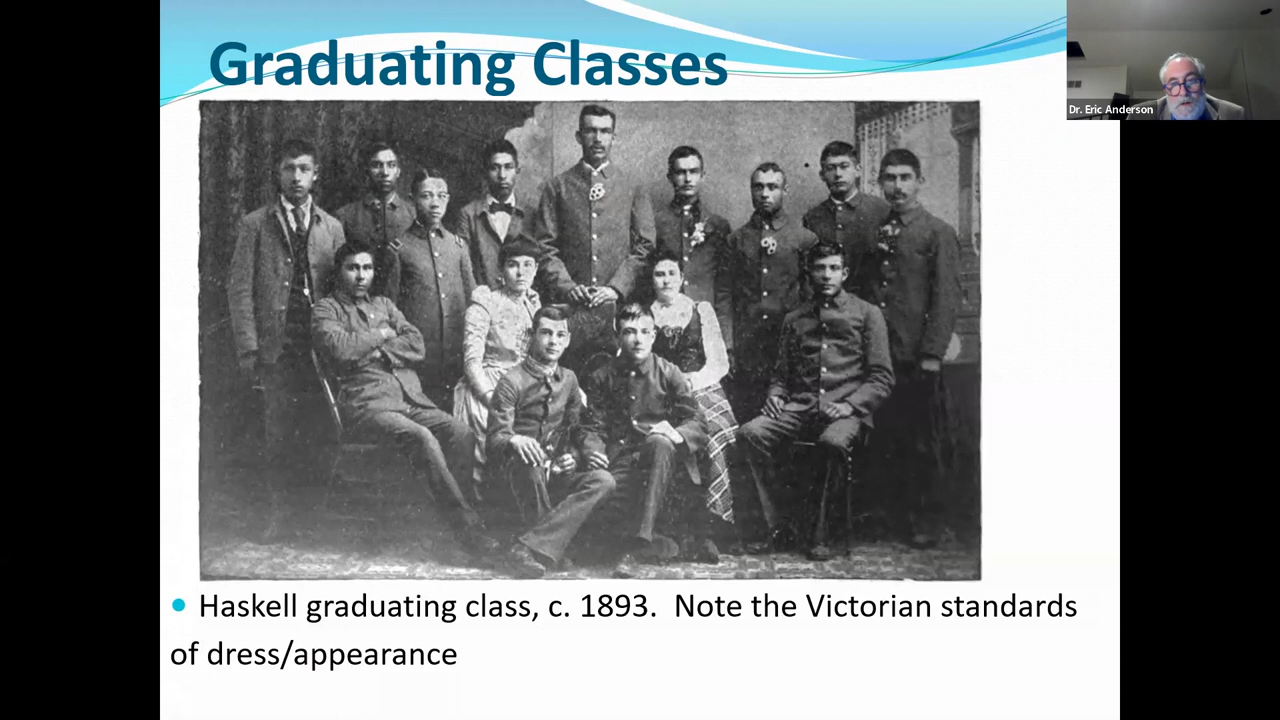 Graduating Classes
Dr. Eric Anderson
• Haskell graduating class, c. 1893. Note the Victorian standards
of dress/appearance